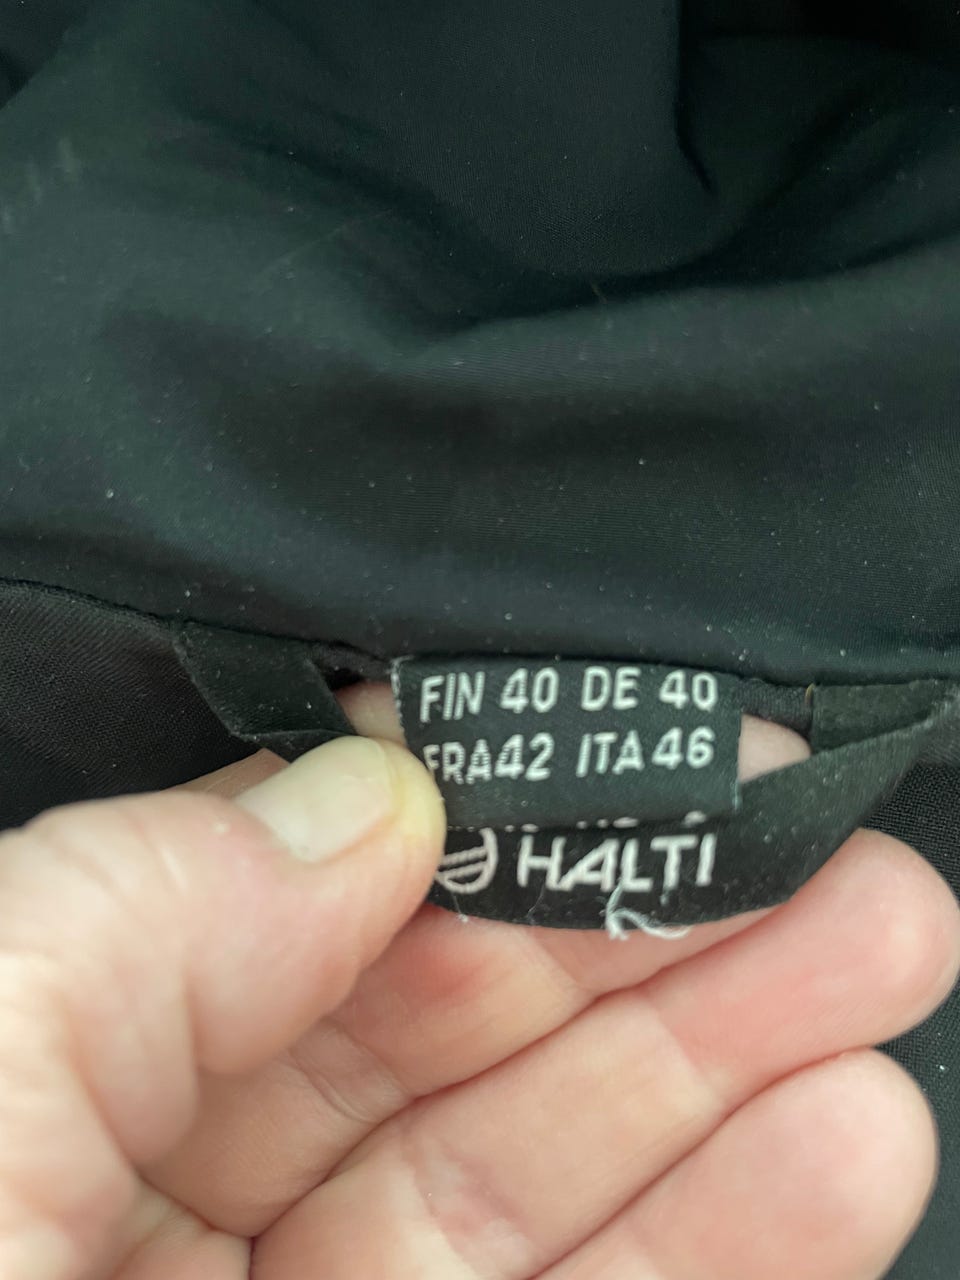 FIN 40 DE 40
FRA42 ITA46
HALTI